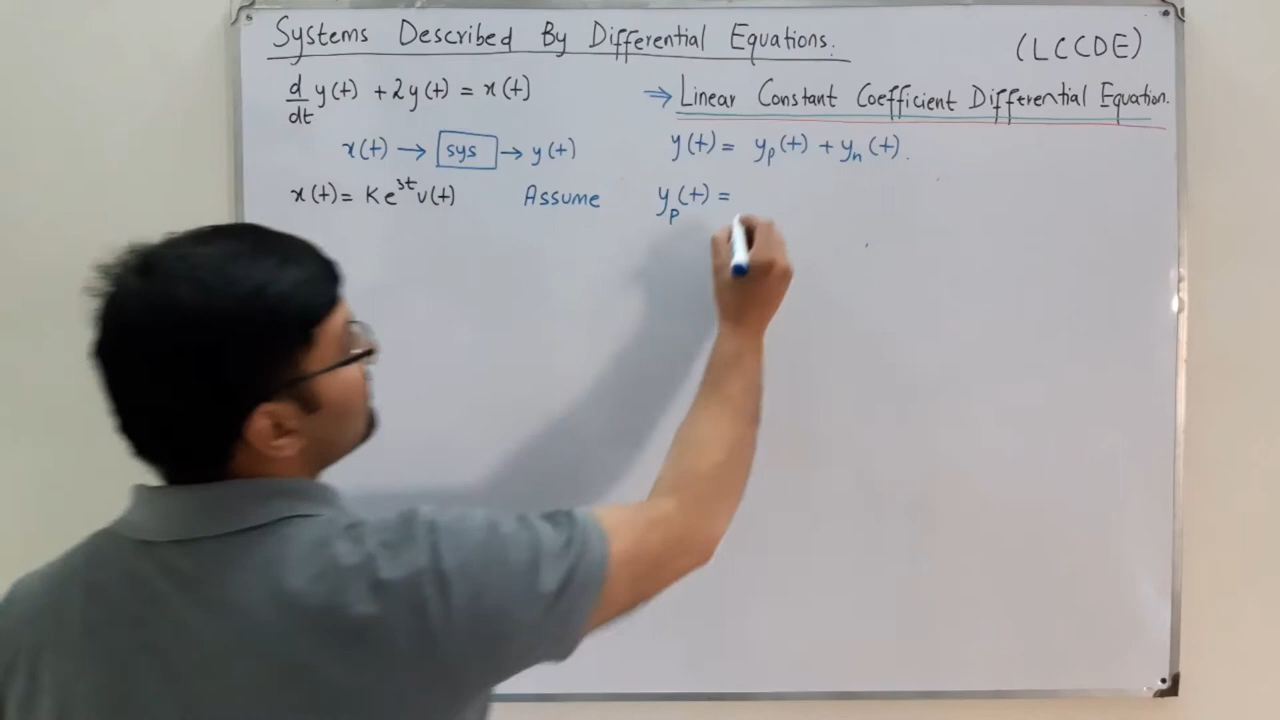 Systems Described By Differential Equations. (LCCDE)
d/dt y(t) + 2y(t) = x(t) ⇒ Linear Constant Coefficient Differential Equation.
x(t) → sys → y(t) y(t) = y_p(t) + y_n(t).
x(t) = K e^{3t} u(t) Assume y_p(t) =